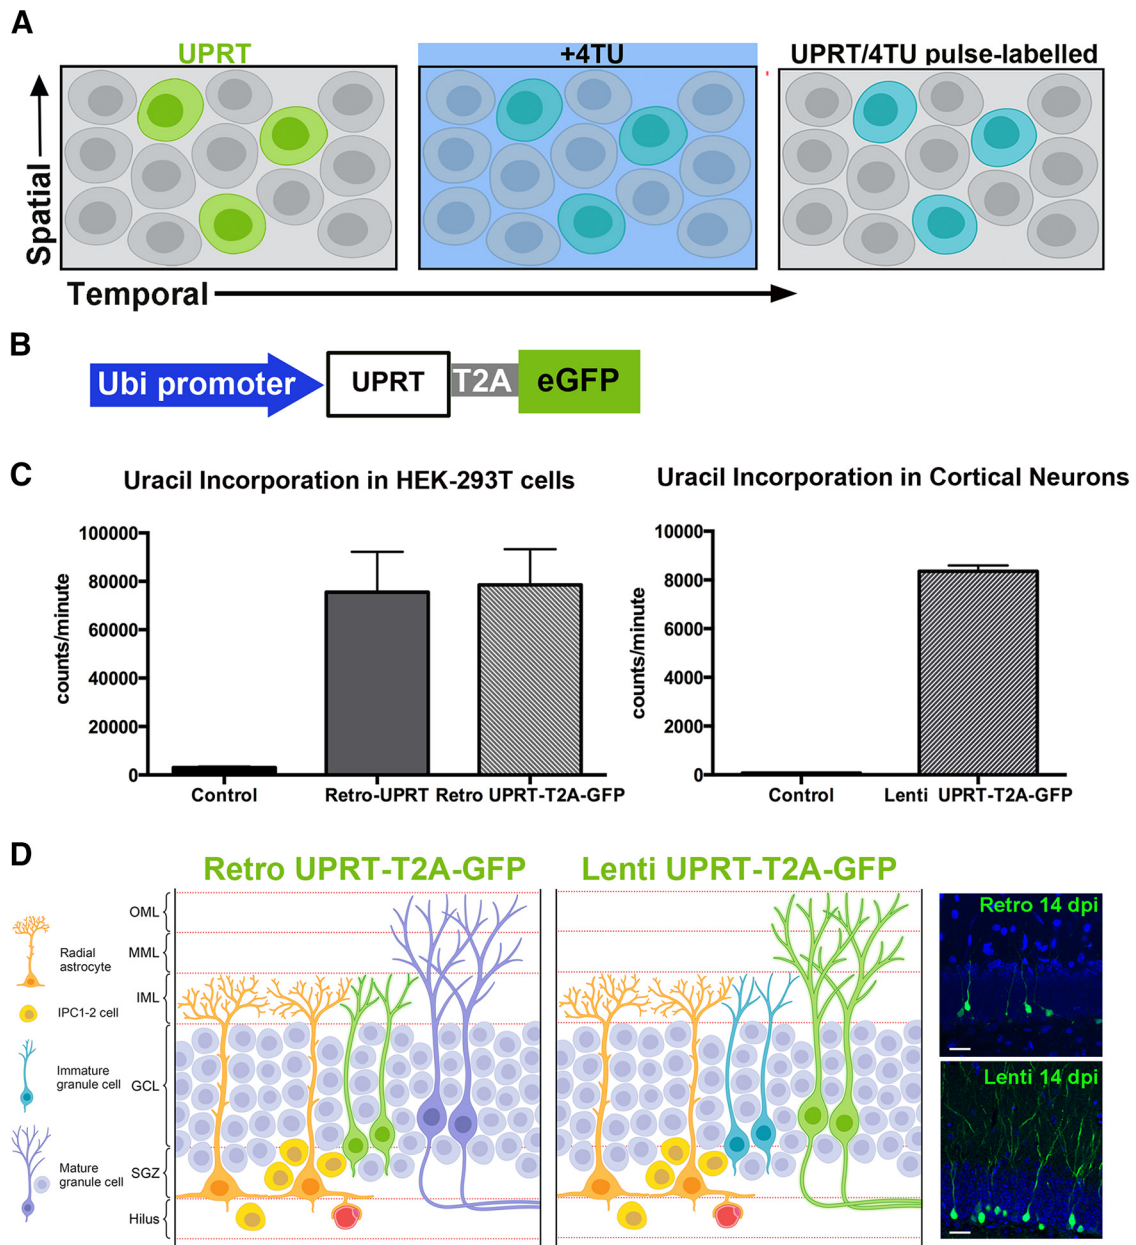 A
UPRT
+4TU
UPRT/4TU pulse-labelled
Spatial
Temporal
B
Ubi promoter
UPRT
T2A
eGFP
C
Uracil Incorporation in HEK-293T cells
counts/minute
100000
80000
60000
40000
20000
0
Control
Retro-UPRT
Retro UPRT-T2A-GFP
Uracil Incorporation in Cortical Neurons
counts/minute
10000
8000
6000
4000
2000
0
Control
Lenti UPRT-T2A-GFP
D
Retro UPRT-T2A-GFP
Lenti UPRT-T2A-GFP
Radial
astrocyte
IPC1-2 cell
Immature
granule cell
Mature
granule cell
OML
MML
IML
GCL
SGZ
Hilus
Retro 14 dpi
Lenti 14 dpi